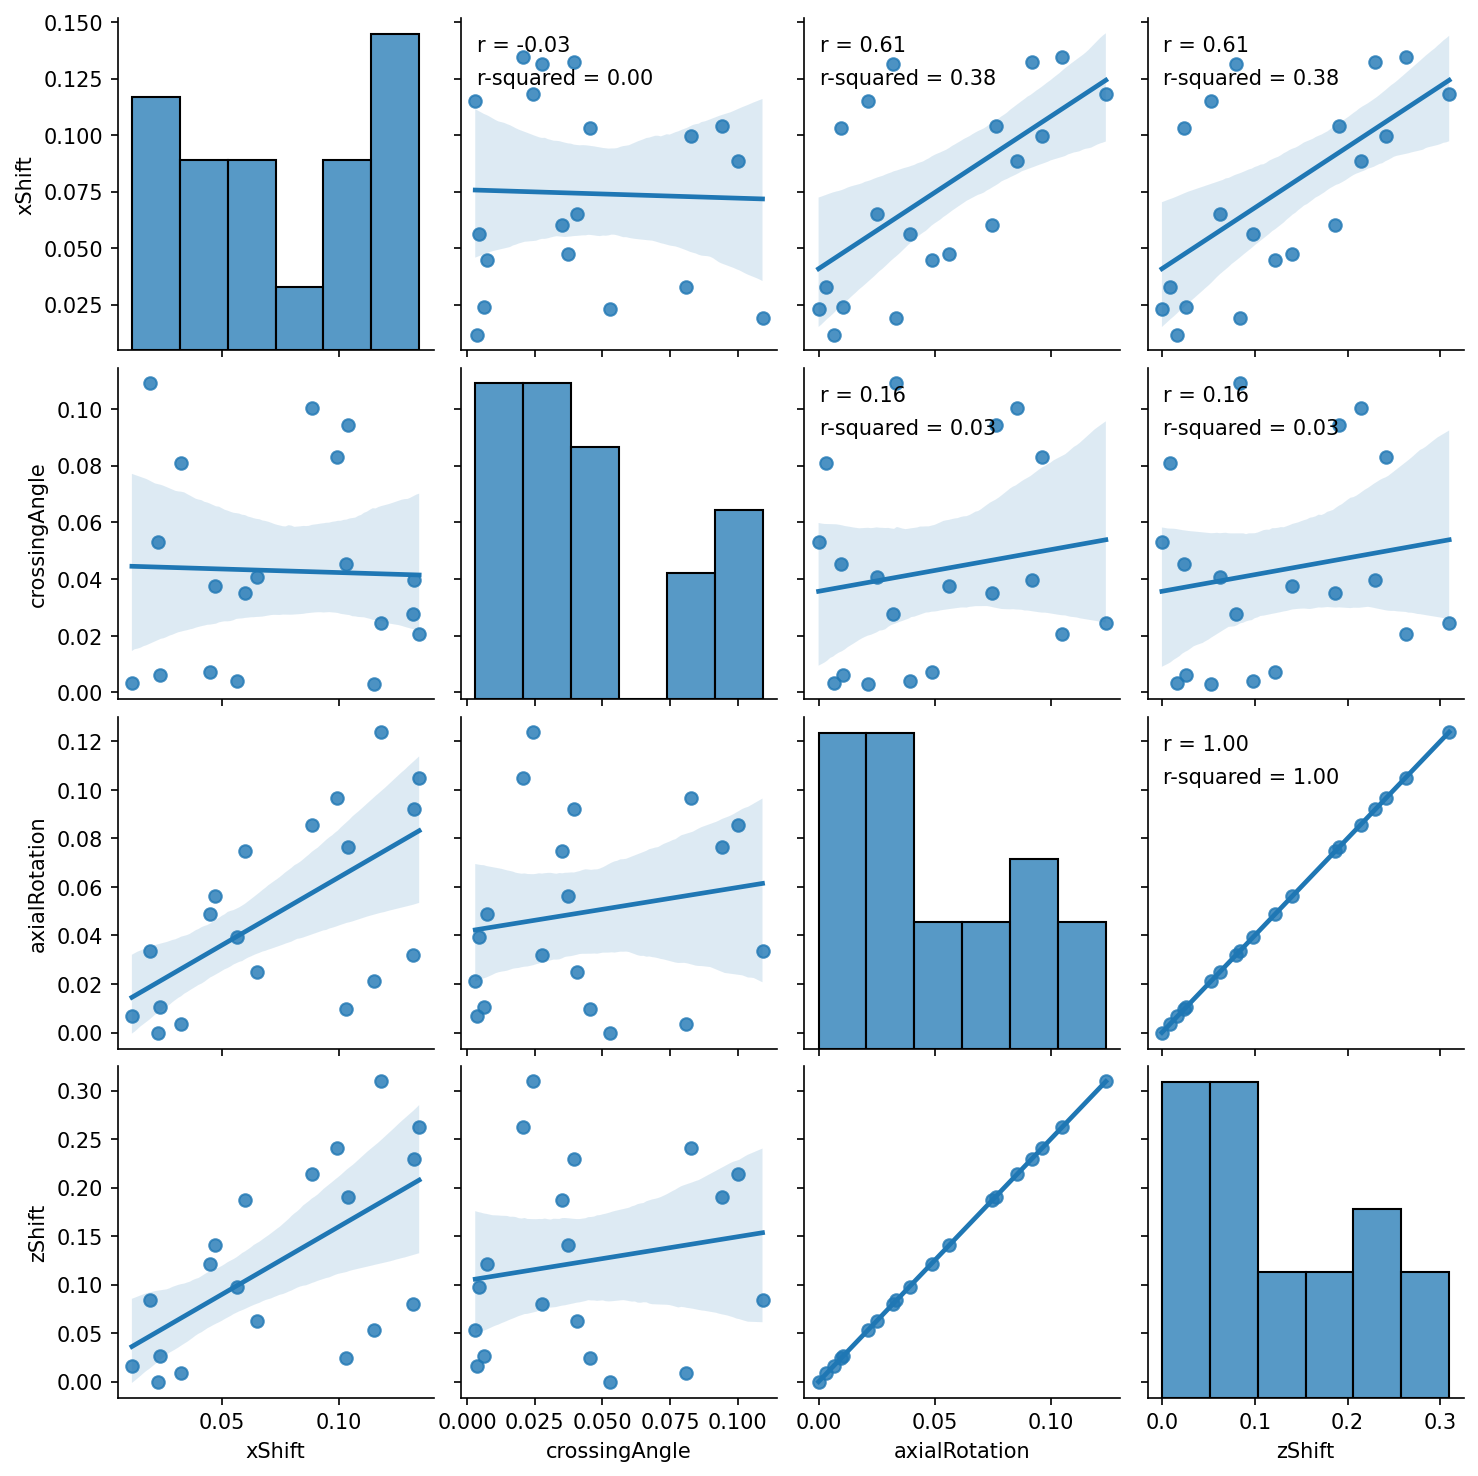 0.150
0.125
0.100
0.075
0.050
0.025
xShift
r = -0.03
r-squared = 0.00
r = 0.61
r-squared = 0.38
r = 0.61
r-squared = 0.38
0.10
0.08
0.06
0.04
0.02
0.00
crossingAngle
r = 0.16
r-squared = 0.03
r = 0.16
r-squared = 0.03
0.12
0.10
0.08
0.06
0.04
0.02
0.00
axialRotation
r = 1.00
r-squared = 1.00
0.30
0.25
0.20
0.15
0.10
0.05
0.00
zShift
0.05 0.10
xShift
0.000 0.025 0.050 0.075 0.100
crossingAngle
0.00 0.05 0.10
axialRotation
0.0 0.1 0.2 0.3
zShift